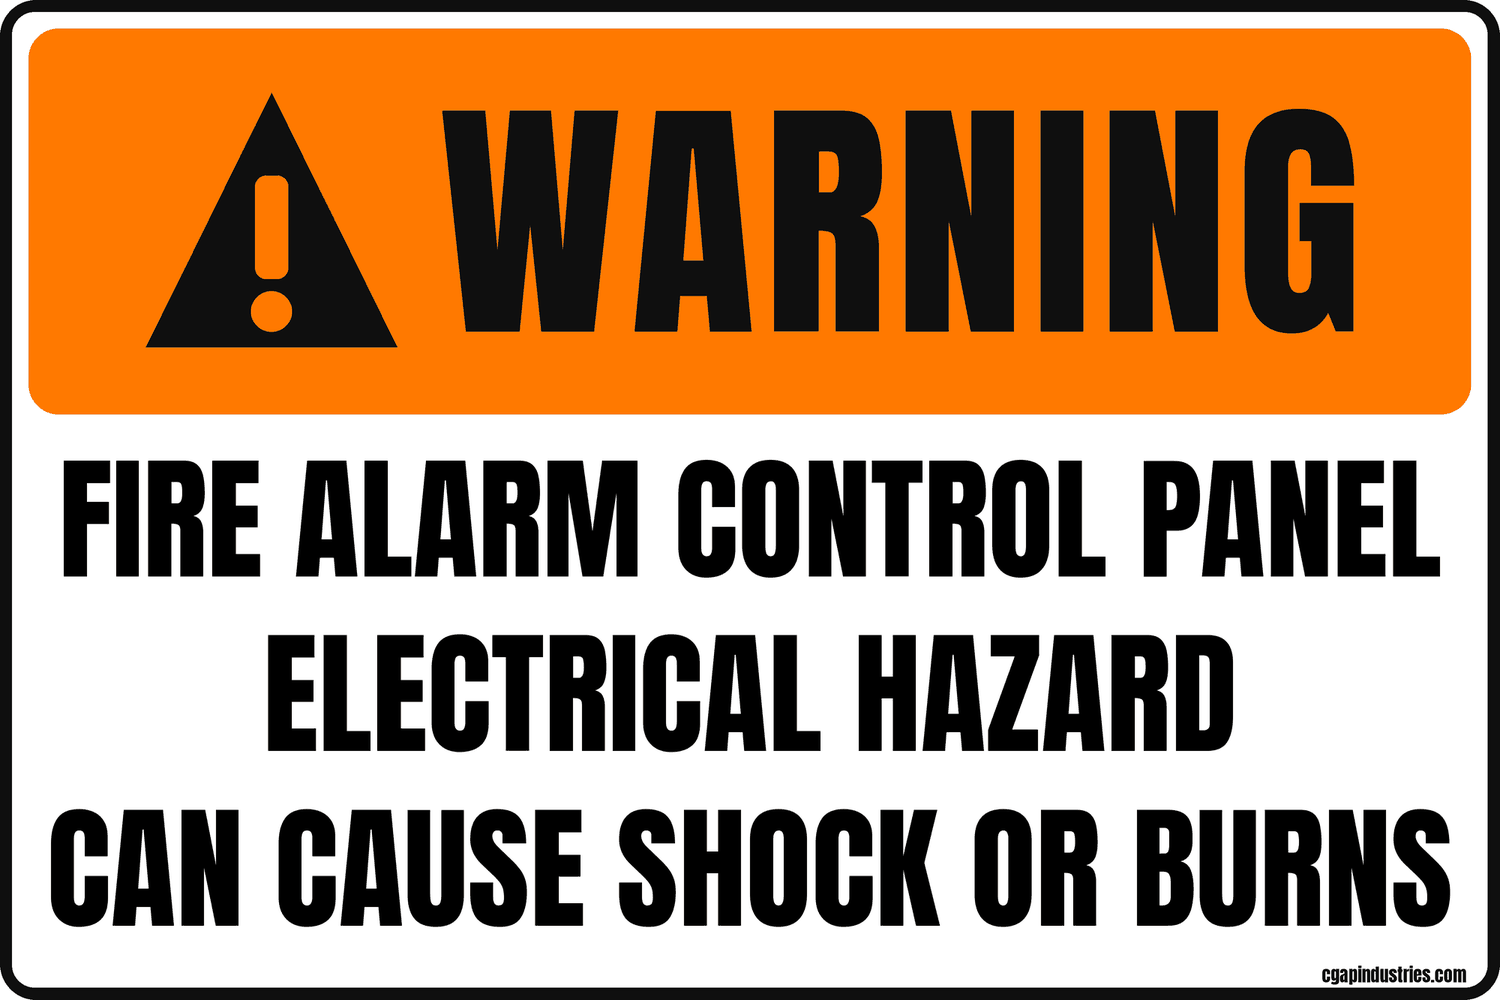 WARNING
FIRE ALARM CONTROL PANEL
ELECTRICAL HAZARD
CAN CAUSE SHOCK OR BURNS
cgapindustries.com